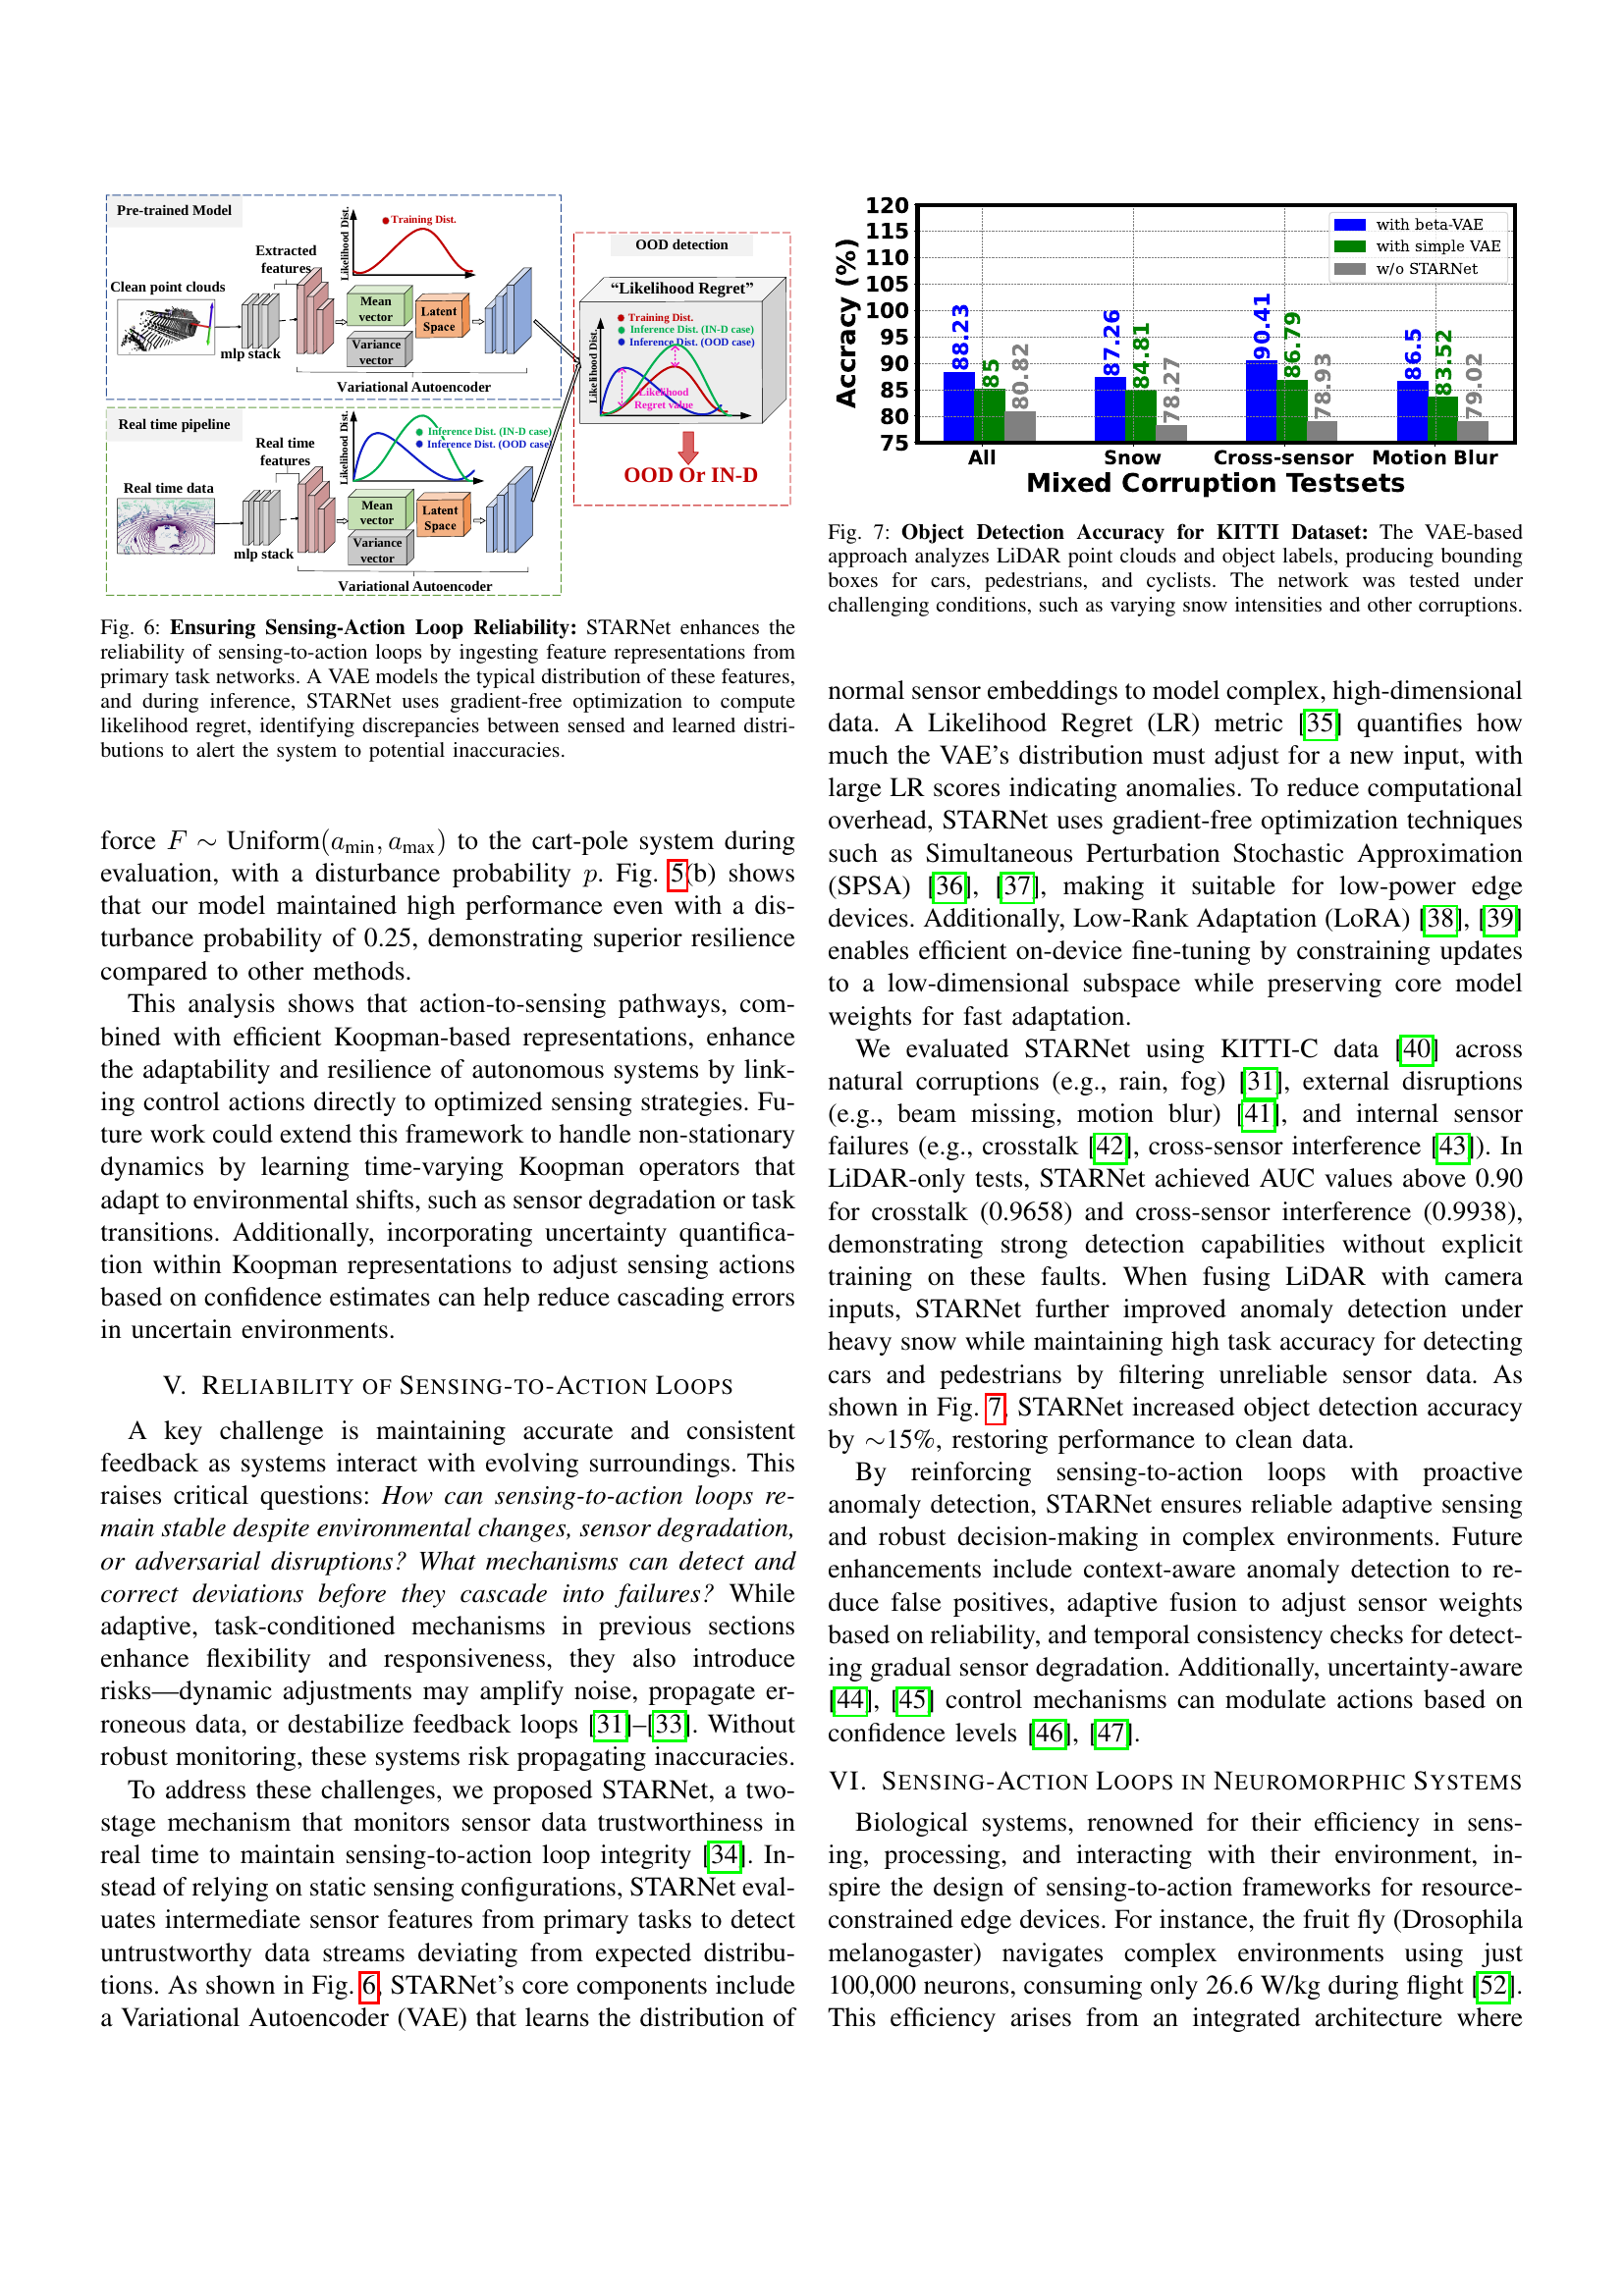 Pre-trained Model
Training Dist.
Likelihood Dist.
Extracted
features
Clean point clouds
mlp stack
Mean
vector
Variance
vector
Latent
Space
Variational Autoencoder
Real time pipeline
Likelihood Dist.
Inference Dist. (IN-D case)
Inference Dist. (OOD case)
Real time
features
Real time data
mlp stack
Mean
vector
Variance
vector
Latent
Space
Variational Autoencoder
OOD detection
“Likelihood Regret”
Training Dist.
Inference Dist. (IN-D case)
Inference Dist. (OOD case)
Likelihood Dist.
Likelihood
Regret value
OOD Or IN-D
Fig. 6: Ensuring Sensing-Action Loop Reliability: STARNet enhances the
reliability of sensing-to-action loops by ingesting feature representations from
primary task networks. A VAE models the typical distribution of these features,
and during inference, STARNet uses gradient-free optimization to compute
likelihood regret, identifying discrepancies between sensed and learned distri-
butions to alert the system to potential inaccuracies.
force F ∼ Uniform(a_min, a_max) to the cart-pole system during
evaluation, with a disturbance probability p. Fig. 5(b) shows
that our model maintained high performance even with a dis-
turbance probability of 0.25, demonstrating superior resilience
compared to other methods.
This analysis shows that action-to-sensing pathways, com-
bined with efficient Koopman-based representations, enhance
the adaptability and resilience of autonomous systems by link-
ing control actions directly to optimized sensing strategies. Fu-
ture work could extend this framework to handle non-stationary
dynamics by learning time-varying Koopman operators that
adapt to environmental shifts, such as sensor degradation or task
transitions. Additionally, incorporating uncertainty quantifica-
tion within Koopman representations to adjust sensing actions
based on confidence estimates can help reduce cascading errors
in uncertain environments.
V. RELIABILITY OF SENSING-TO-ACTION LOOPS
A key challenge is maintaining accurate and consistent
feedback as systems interact with evolving surroundings. This
raises critical questions: How can sensing-to-action loops re-
main stable despite environmental changes, sensor degradation,
or adversarial disruptions? What mechanisms can detect and
correct deviations before they cascade into failures? While
adaptive, task-conditioned mechanisms in previous sections
enhance flexibility and responsiveness, they also introduce
risks—dynamic adjustments may amplify noise, propagate er-
roneous data, or destabilize feedback loops [31]–[33]. Without
robust monitoring, these systems risk propagating inaccuracies.
To address these challenges, we proposed STARNet, a two-
stage mechanism that monitors sensor data trustworthiness in
real time to maintain sensing-to-action loop integrity [34]. In-
stead of relying on static sensing configurations, STARNet eval-
uates intermediate sensor features from primary tasks to detect
untrustworthy data streams deviating from expected distribu-
tions. As shown in Fig. 6, STARNet's core components include
a Variational Autoencoder (VAE) that learns the distribution of
Accracy (%)
120
115
110
105
100
95
90
85
80
75
with beta-VAE
with simple VAE
w/o STARNet
88.23
85
80.82
87.26
84.81
78.27
90.41
86.79
78.93
86.5
83.52
79.02
All Snow Cross-sensor Motion Blur
Mixed Corruption Testsets
Fig. 7: Object Detection Accuracy for KITTI Dataset: The VAE-based
approach analyzes LiDAR point clouds and object labels, producing bounding
boxes for cars, pedestrians, and cyclists. The network was tested under
challenging conditions, such as varying snow intensities and other corruptions.
normal sensor embeddings to model complex, high-dimensional
data. A Likelihood Regret (LR) metric [35] quantifies how
much the VAE's distribution must adjust for a new input, with
large LR scores indicating anomalies. To reduce computational
overhead, STARNet uses gradient-free optimization techniques
such as Simultaneous Perturbation Stochastic Approximation
(SPSA) [36], [37], making it suitable for low-power edge
devices. Additionally, Low-Rank Adaptation (LoRA) [38], [39]
enables efficient on-device fine-tuning by constraining updates
to a low-dimensional subspace while preserving core model
weights for fast adaptation.
We evaluated STARNet using KITTI-C data [40] across
natural corruptions (e.g., rain, fog) [31], external disruptions
(e.g., beam missing, motion blur) [41], and internal sensor
failures (e.g., crosstalk [42], cross-sensor interference [43]). In
LiDAR-only tests, STARNet achieved AUC values above 0.90
for crosstalk (0.9658) and cross-sensor interference (0.9938),
demonstrating strong detection capabilities without explicit
training on these faults. When fusing LiDAR with camera
inputs, STARNet further improved anomaly detection under
heavy snow while maintaining high task accuracy for detecting
cars and pedestrians by filtering unreliable sensor data. As
shown in Fig. 7, STARNet increased object detection accuracy
by ∼15%, restoring performance to clean data.
By reinforcing sensing-to-action loops with proactive
anomaly detection, STARNet ensures reliable adaptive sensing
and robust decision-making in complex environments. Future
enhancements include context-aware anomaly detection to re-
duce false positives, adaptive fusion to adjust sensor weights
based on reliability, and temporal consistency checks for detect-
ing gradual sensor degradation. Additionally, uncertainty-aware
[44], [45] control mechanisms can modulate actions based on
confidence levels [46], [47].
VI. SENSING-ACTION LOOPS IN NEUROMORPHIC SYSTEMS
Biological systems, renowned for their efficiency in sens-
ing, processing, and interacting with their environment, in-
spire the design of sensing-to-action frameworks for resource-
constrained edge devices. For instance, the fruit fly (Drosophila
melanogaster) navigates complex environments using just
100,000 neurons, consuming only 26.6 W/kg during flight [52].
This efficiency arises from an integrated architecture where